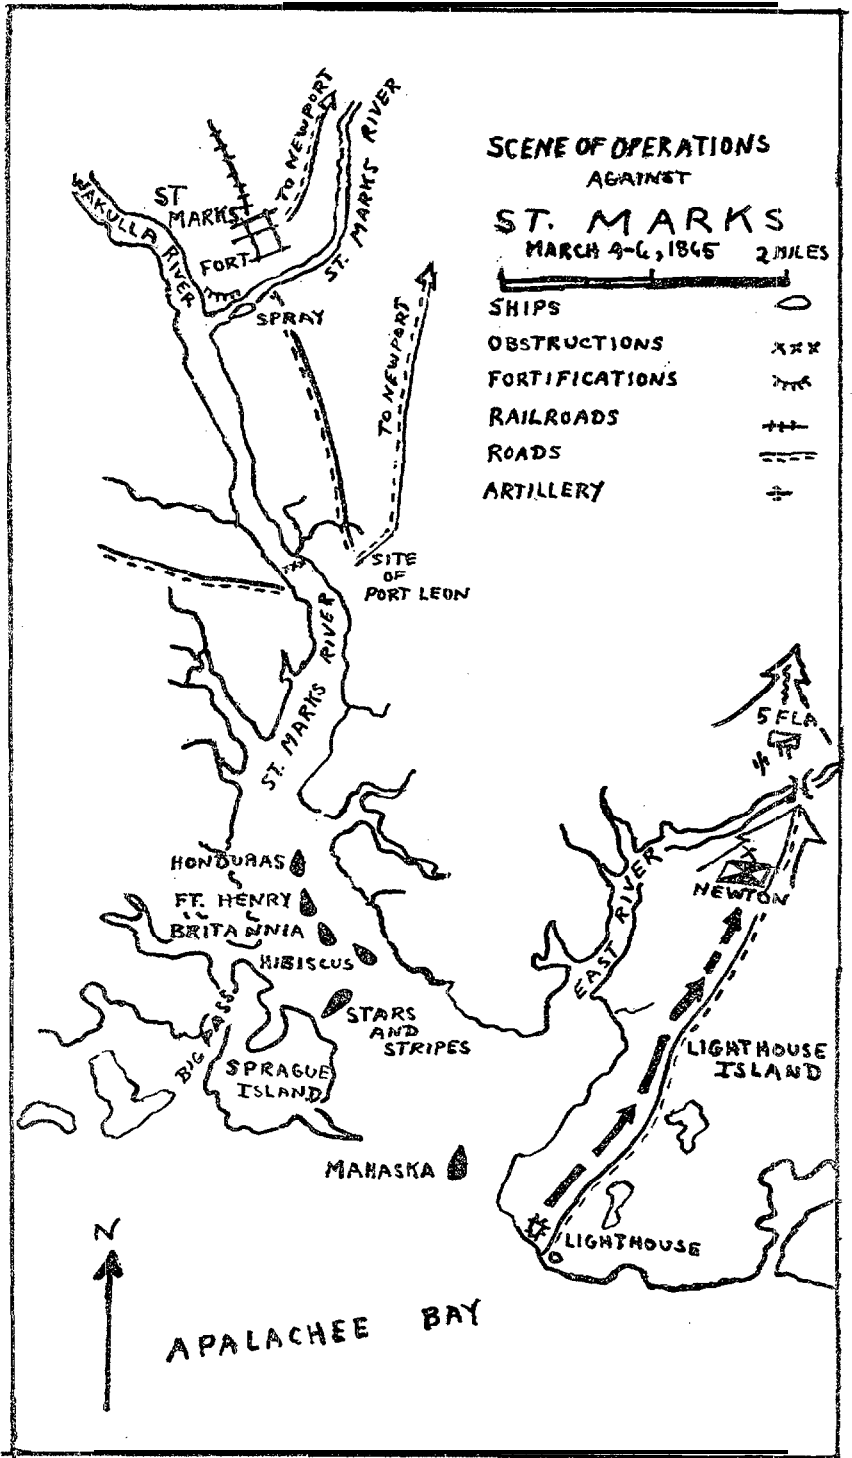 SCENE OF OPERATIONS
AGAINST
ST. MARKS
MARCH 4-6, 1865 2 MILES
SHIPS
OBSTRUCTIONS
FORTIFICATIONS
RAILROADS
ROADS
ARTILLERY
TO NEWPORT
ST. MARKS RIVER
WAKULLA RIVER
ST
MARKS
FORT
SPRAY
TO NEWPORT
SITE
OF
PORT LEON
ST. MARKS RIVER
5 FLA
HONDURAS
FT. HENRY
BRITANNIA
HIBISCUS
STARS
AND
STRIPES
BIG PASS
SPRAGUE
ISLAND
MAHASKA
EAST RIVER
NEWTON
LIGHTHOUSE
ISLAND
LIGHTHOUSE
N
APALACHEE BAY